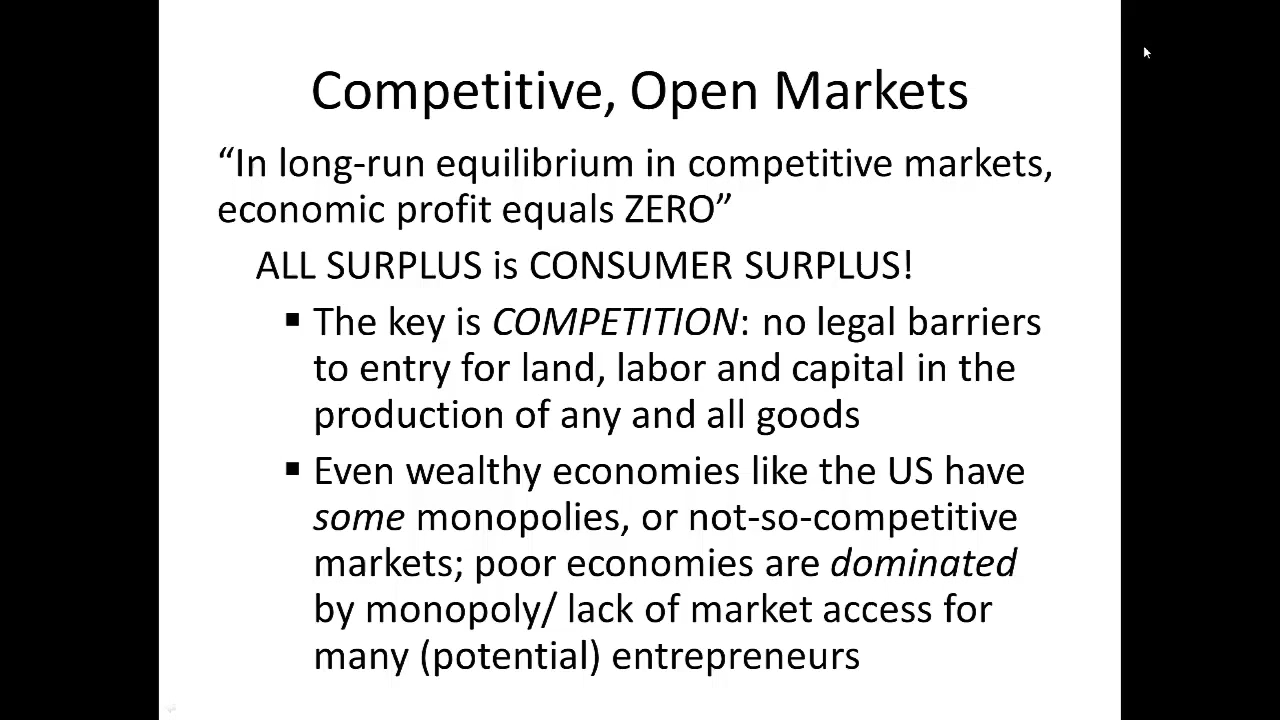 Competitive, Open Markets
“In long-run equilibrium in competitive markets,
economic profit equals ZERO”
ALL SURPLUS is CONSUMER SURPLUS!
▪ The key is COMPETITION: no legal barriers
to entry for land, labor and capital in the
production of any and all goods
▪ Even wealthy economies like the US have
some monopolies, or not-so-competitive
markets; poor economies are dominated
by monopoly/ lack of market access for
many (potential) entrepreneurs